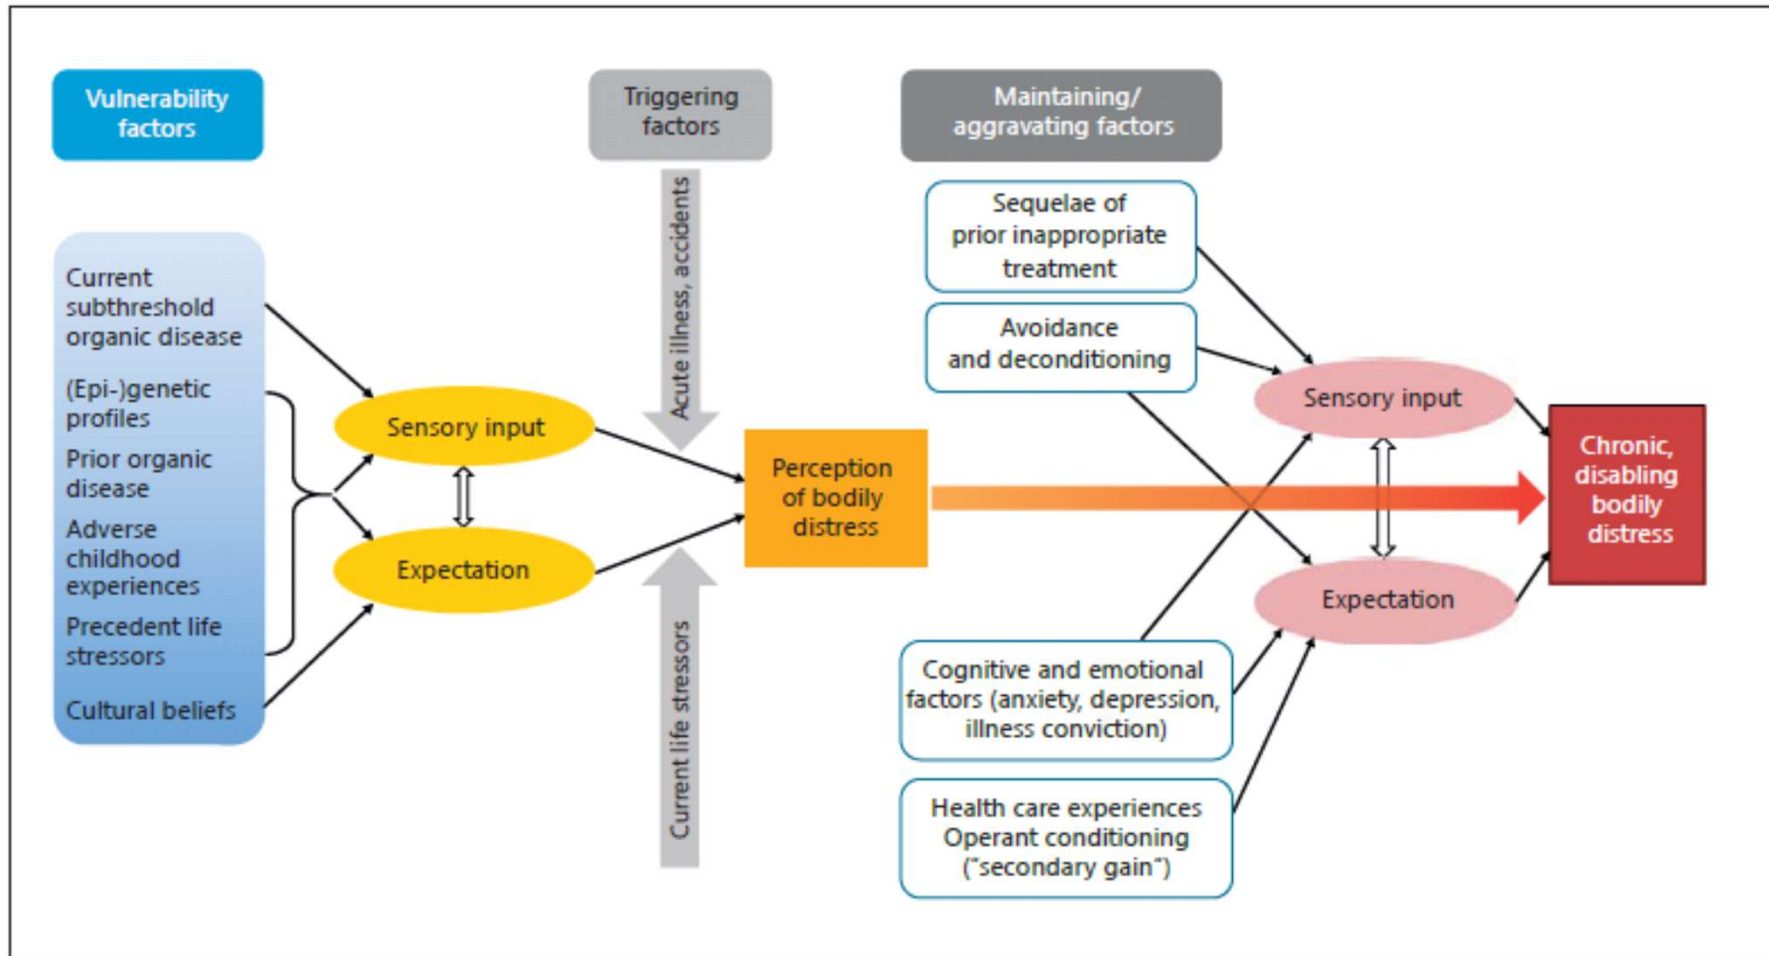 Vulnerability
factors
Triggering
factors
Maintaining/
aggravating factors
Current
subthreshold
organic disease
(Epi-)genetic
profiles
Prior organic
disease
Adverse
childhood
experiences
Precedent life
stressors
Cultural beliefs
Sensory input
Expectation
Acute illness, accidents
Current life stressors
Perception
of bodily
distress
Sequelae of
prior inappropriate
treatment
Avoidance
and deconditioning
Sensory input
Expectation
Cognitive and emotional
factors (anxiety, depression,
illness conviction)
Health care experiences
Operant conditioning
("secondary gain")
Chronic,
disabling
bodily
distress